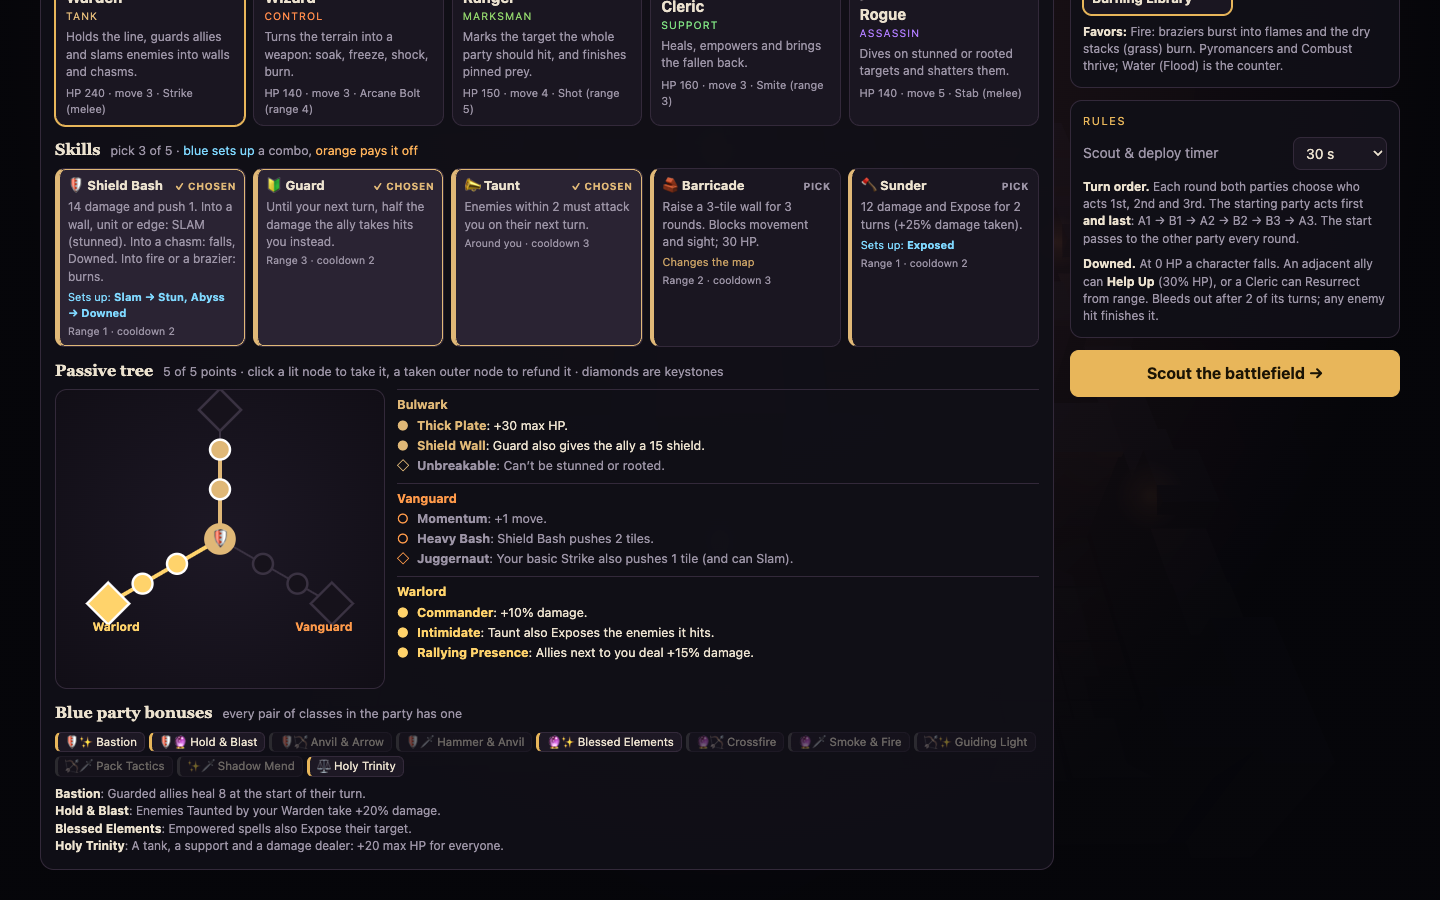 TANK
Holds the line, guards allies
and slams enemies into walls
and chasms.
HP 240 · move 3 · Strike
(melee)
CONTROL
Turns the terrain into a
weapon: soak, freeze, shock,
burn.
HP 140 · move 3 · Arcane Bolt
(range 4)
MARKSMAN
Marks the target the whole
party should hit, and finishes
pinned prey.
HP 150 · move 4 · Shot (range
5)
Cleric
SUPPORT
Heals, empowers and brings
the fallen back.
HP 160 · move 3 · Smite (range
3)
Rogue
ASSASSIN
Dives on stunned or rooted
targets and shatters them.
HP 140 · move 5 · Stab (melee)
Skills pick 3 of 5 · blue sets up a combo, orange pays it off
Shield Bash ✓ CHOSEN
14 damage and push 1. Into a
wall, unit or edge: SLAM
(stunned). Into a chasm: falls,
Downed. Into fire or a brazier:
burns.
Sets up: Slam → Stun, Abyss
→ Downed
Range 1 · cooldown 2
Guard ✓ CHOSEN
Until your next turn, half the
damage the ally takes hits
you instead.
Range 3 · cooldown 2
Taunt ✓ CHOSEN
Enemies within 2 must attack
you on their next turn.
Around you · cooldown 3
Barricade PICK
Raise a 3-tile wall for 3
rounds. Blocks movement
and sight; 30 HP.
Changes the map
Range 2 · cooldown 3
Sunder PICK
12 damage and Expose for 2
turns (+25% damage taken).
Sets up: Exposed
Range 1 · cooldown 2
Passive tree 5 of 5 points · click a lit node to take it, a taken outer node to refund it · diamonds are keystones
Warlord
Vanguard
Bulwark
Thick Plate: +30 max HP.
Shield Wall: Guard also gives the ally a 15 shield.
Unbreakable: Can't be stunned or rooted.
Vanguard
Momentum: +1 move.
Heavy Bash: Shield Bash pushes 2 tiles.
Juggernaut: Your basic Strike also pushes 1 tile (and can Slam).
Warlord
Commander: +10% damage.
Intimidate: Taunt also Exposes the enemies it hits.
Rallying Presence: Allies next to you deal +15% damage.
Blue party bonuses every pair of classes in the party has one
Bastion Hold & Blast Anvil & Arrow Hammer & Anvil Blessed Elements Crossfire Smoke & Fire Guiding Light
Pack Tactics Shadow Mend Holy Trinity
Bastion: Guarded allies heal 8 at the start of their turn.
Hold & Blast: Enemies Taunted by your Warden take +20% damage.
Blessed Elements: Empowered spells also Expose their target.
Holy Trinity: A tank, a support and a damage dealer: +20 max HP for everyone.
Favors: Fire: braziers burst into flames and the dry
stacks (grass) burn. Pyromancers and Combust
thrive; Water (Flood) is the counter.
RULES
Scout & deploy timer 30 s
Turn order. Each round both parties choose who
acts 1st, 2nd and 3rd. The starting party acts first
and last: A1 → B1 → A2 → B2 → B3 → A3. The start
passes to the other party every round.
Downed. At 0 HP a character falls. An adjacent ally
can Help Up (30% HP), or a Cleric can Resurrect
from range. Bleeds out after 2 of its turns; any enemy
hit finishes it.
Scout the battlefield →